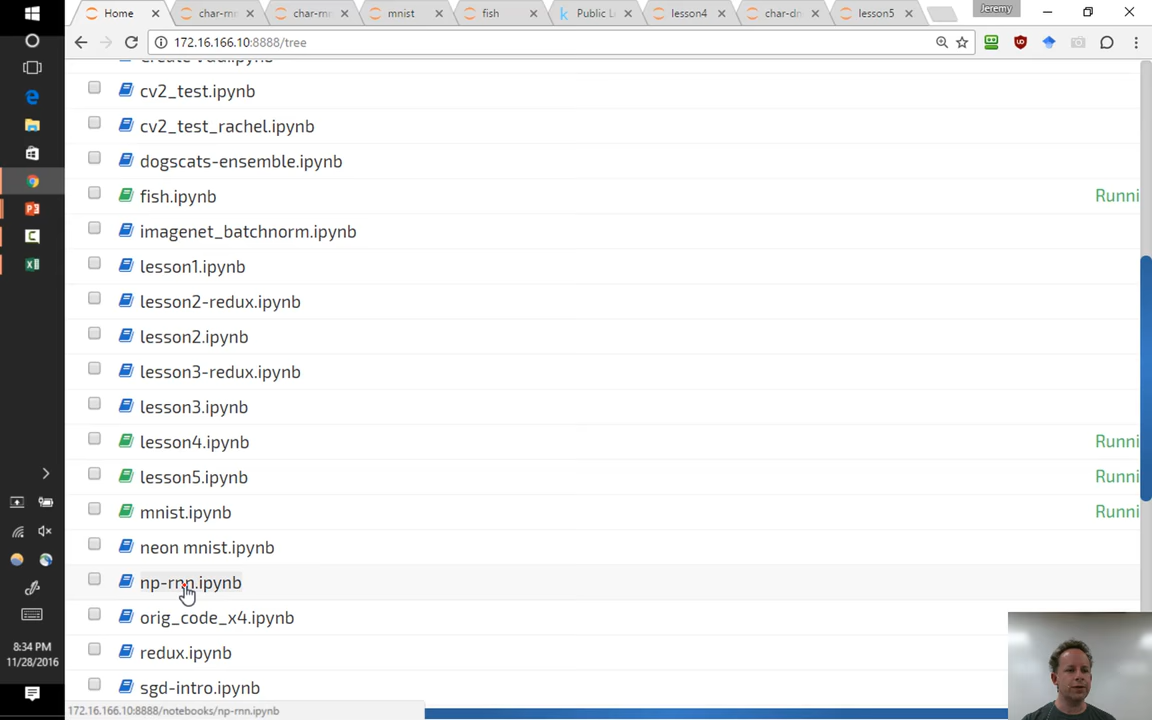 Home
char-rn
char-rn
mnist
fish
Public L
lesson4
char-dn
lesson5
Jeremy
172.16.166.10:8888/tree
cv2_test.ipynb
cv2_test_rachel.ipynb
dogscats-ensemble.ipynb
fish.ipynb Runni
imagenet_batchnorm.ipynb
lesson1.ipynb
lesson2-redux.ipynb
lesson2.ipynb
lesson3-redux.ipynb
lesson3.ipynb
lesson4.ipynb Runni
lesson5.ipynb Runni
mnist.ipynb Runni
neon mnist.ipynb
np-rnn.ipynb
orig_code_x4.ipynb
redux.ipynb
sgd-intro.ipynb
8:34 PM
11/28/2016
172.16.166.10:8888/notebooks/np-rnn.ipynb